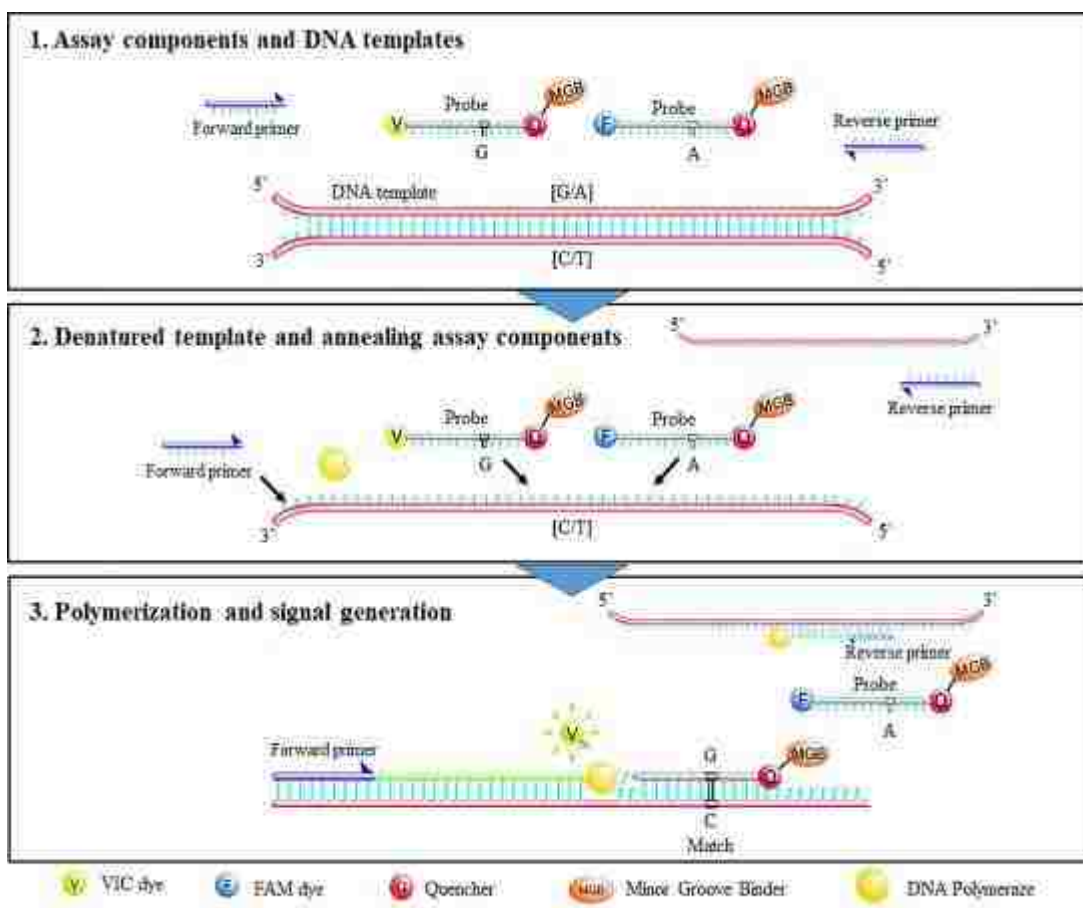 1. Assay components and DNA templates
MGB MGB
Probe Probe
Forward primer V Q F Q Reverse primer
G A
5' DNA template [G/A] 3'
3' [C/T] 5'
2. Denatured template and annealing assay components
5' 3'
MGB MGB
Reverse primer
Probe Probe
V Q F Q
Forward primer G A
3' [C/T] 5'
3. Polymerization and signal generation
5' 3'
Reverse primer
MGB
Probe
F Q
A
V
Forward primer G Q MGB
C
Match
V VIC dye F FAM dye Q Quencher MGB Minor Groove Binder DNA Polymeraze